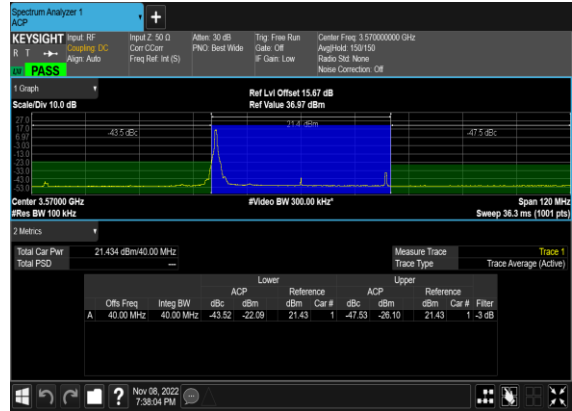 Spectrum Analyzer 1
ACP
+
KEYSIGHT
R T
LXI PASS
Input: RF
Coupling: DC
Align: Auto
Input Z: 50 Ω
Corr CCorr
Freq Ref: Int (S)
Atten: 30 dB
PNO: Best Wide
Trig: Free Run
Gate: Off
IF Gain: Low
Center Freq: 3.570000000 GHz
Avg|Hold: 150/150
Radio Std: None
Noise Correction: Off
1 Graph
Scale/Div 10.0 dB
Ref Lvl Offset 15.67 dB
Ref Value 36.97 dBm
27.0
17.0
6.97
-3.03
-13.0
-23.0
-33.0
-43.0
-53.0
-43.5 dBc
21.4 dBm
-47.5 dBc
Center 3.57000 GHz
#Res BW 100 kHz
#Video BW 300.00 kHz*
Span 120 MHz
Sweep 36.3 ms (1001 pts)
2 Metrics
Total Car Pwr 21.434 dBm/40.00 MHz
Total PSD ---
Measure Trace Trace 1
Trace Type Trace Average (Active)
Lower Upper
ACP Reference ACP Reference
Offs Freq Integ BW dBc dBm dBm Car # dBc dBm dBm Car # Filter
A 40.00 MHz 40.00 MHz -43.52 -22.09 21.43 1 -47.53 -26.10 21.43 1 -3 dB
?
Nov 08, 2022
7:38:04 PM